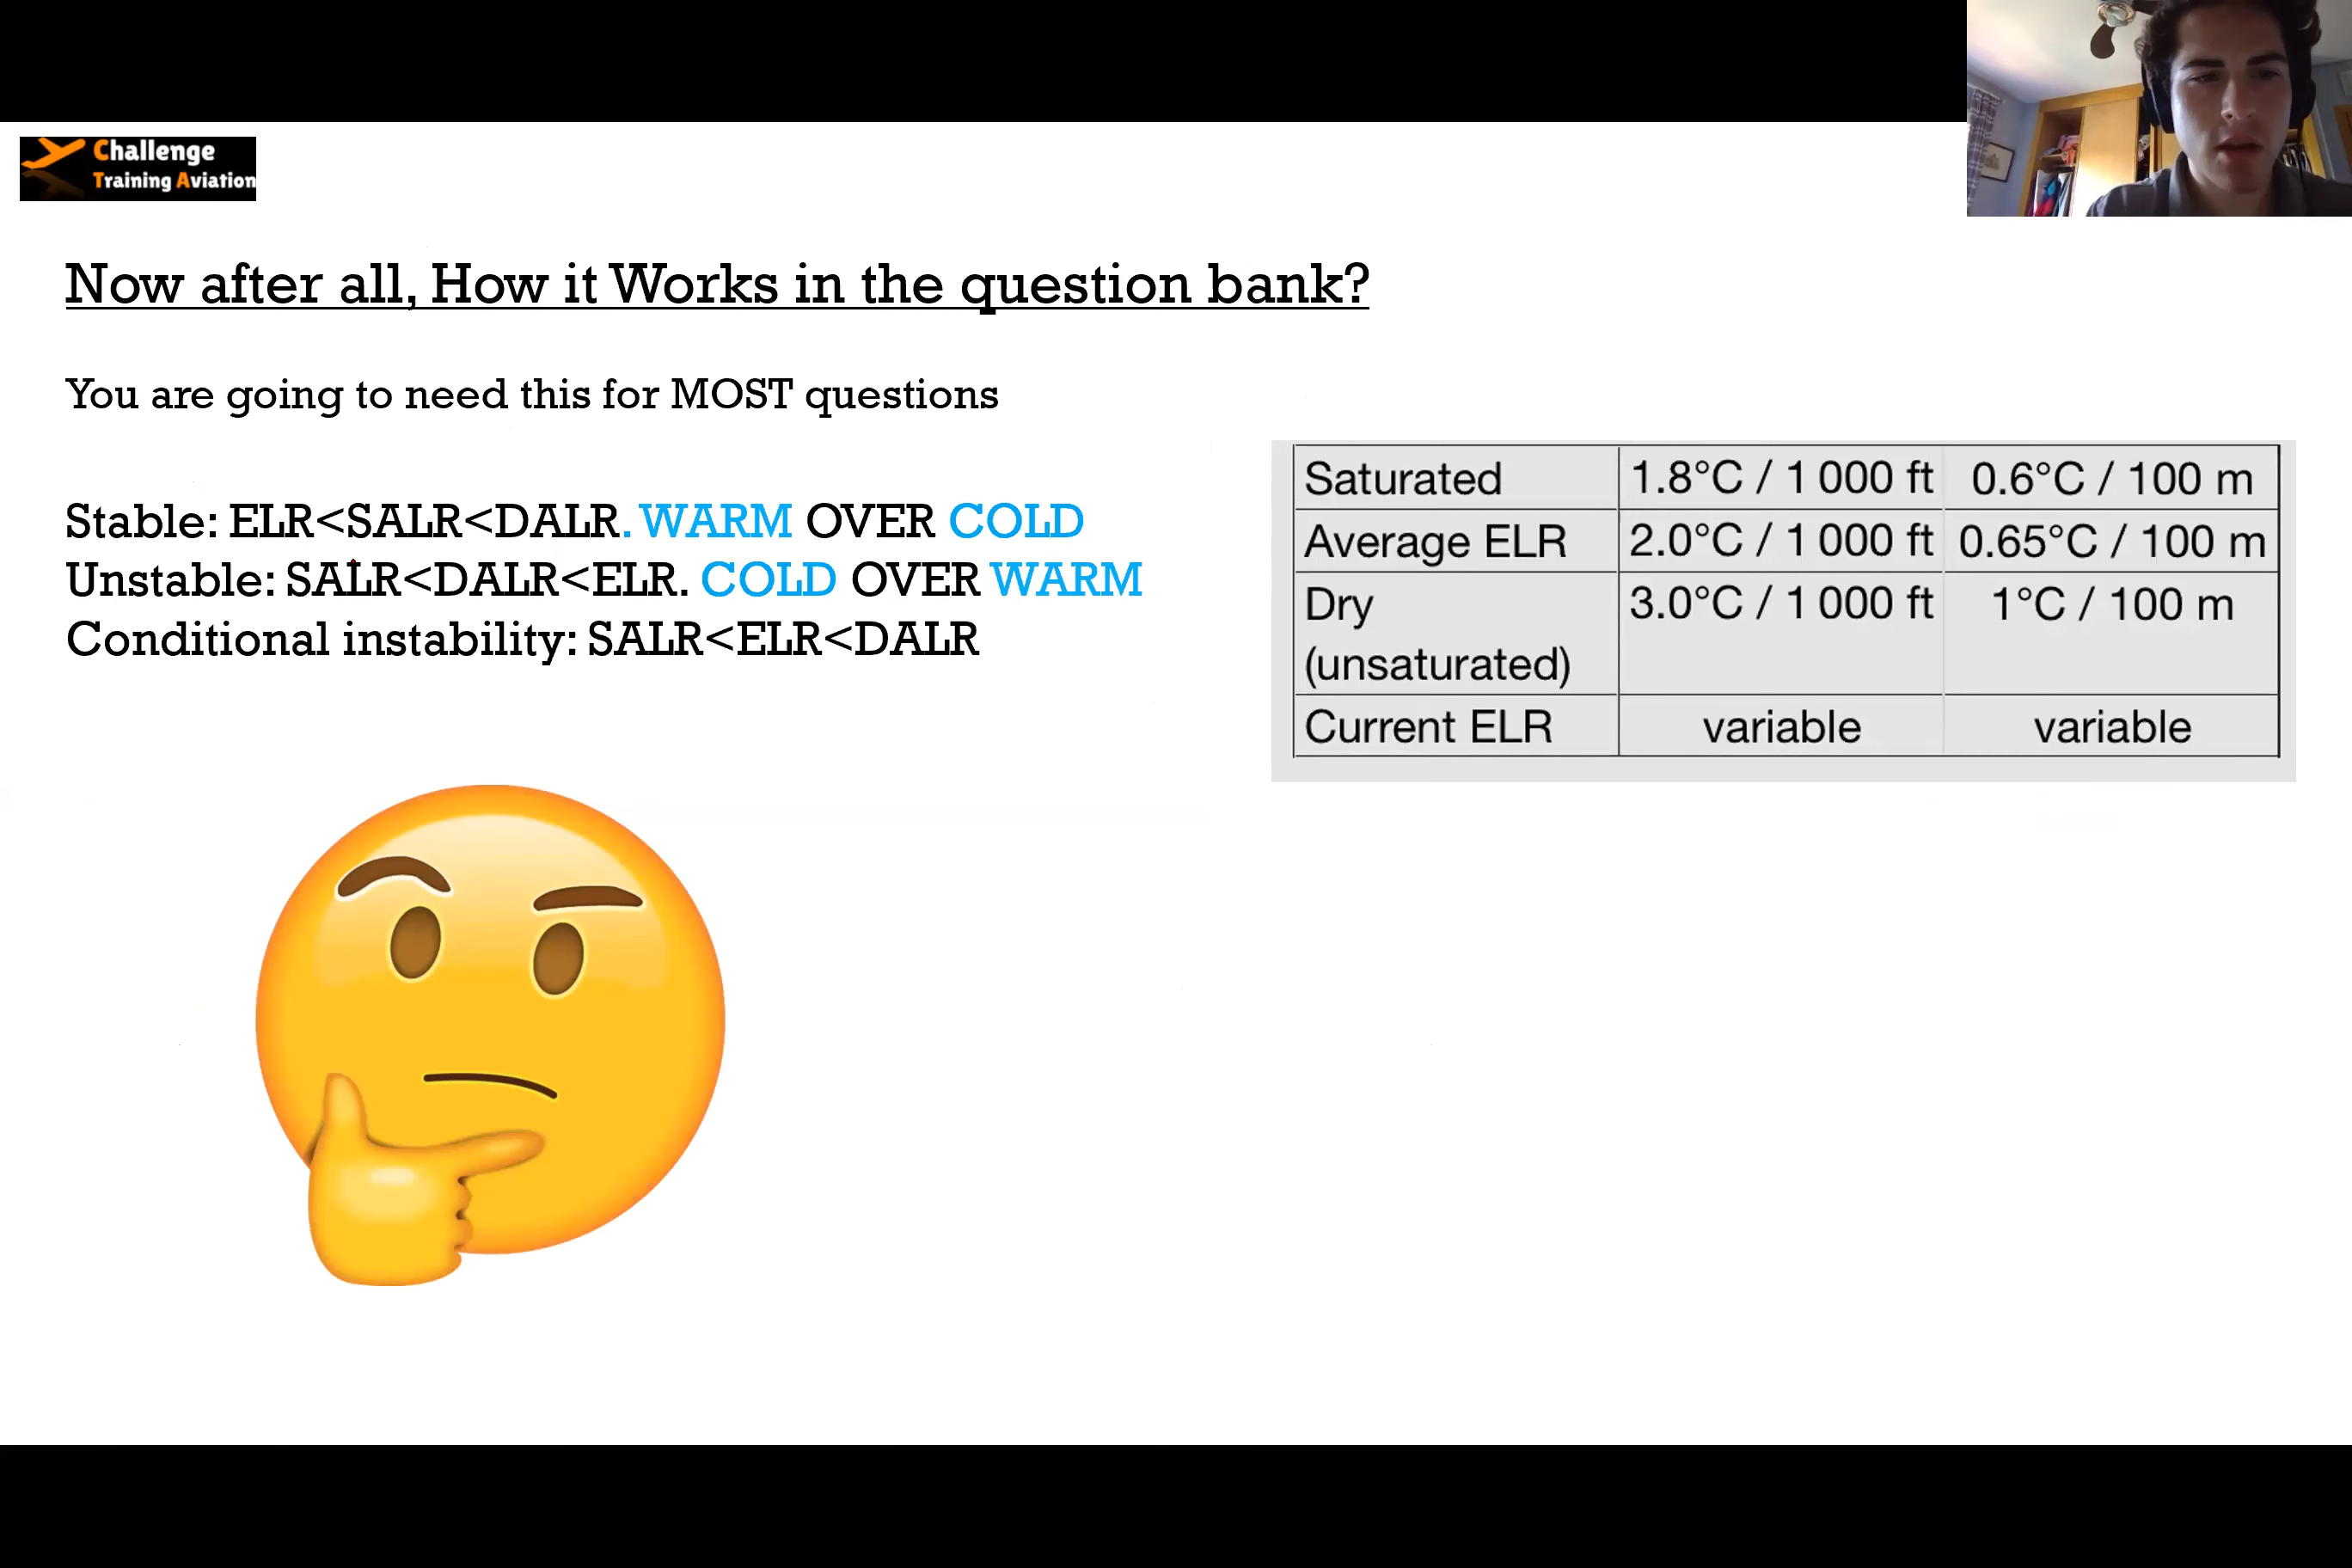 Challenge
Training Aviation
Now after all, How it Works in the question bank?
You are going to need this for MOST questions
Stable: ELR<SALR<DALR. WARM OVER COLD
Unstable: SALR<DALR<ELR. COLD OVER WARM
Conditional instability: SALR<ELR<DALR
Saturated 1.8°C / 1 000 ft 0.6°C / 100 m
Average ELR 2.0°C / 1 000 ft 0.65°C / 100 m
Dry 3.0°C / 1 000 ft 1°C / 100 m
(unsaturated)
Current ELR variable variable